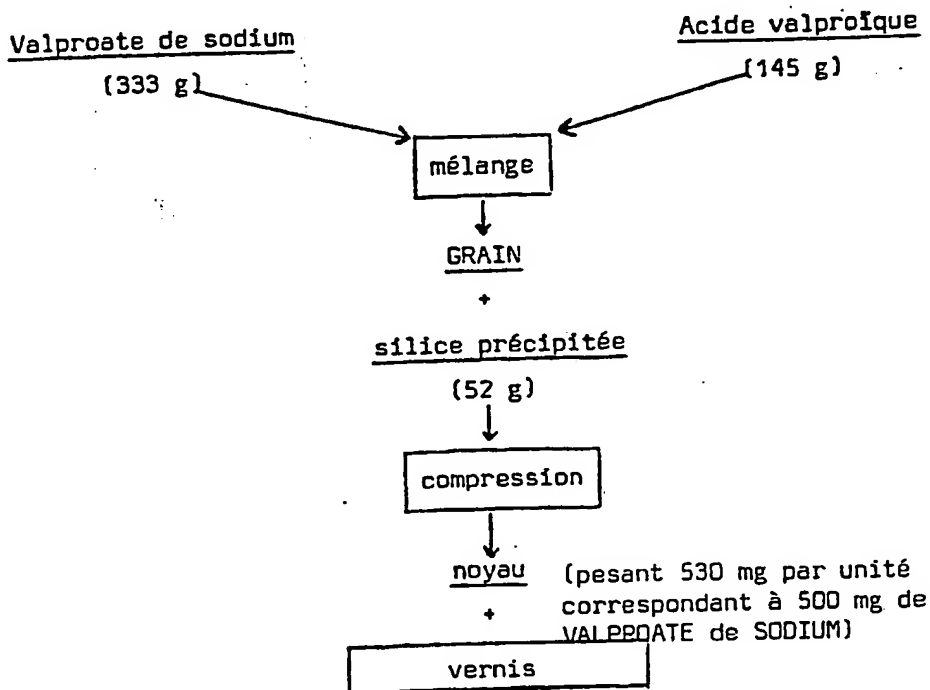 Valproate de sodium
(333 g)
Acide valproïque
(145 g)
mélange
GRAIN
+
silice précipitée
(52 g)
compression
noyau
(pesant 530 mg par unité
correspondant à 500 mg de
VALPROATE de SODIUM)
+
vernis